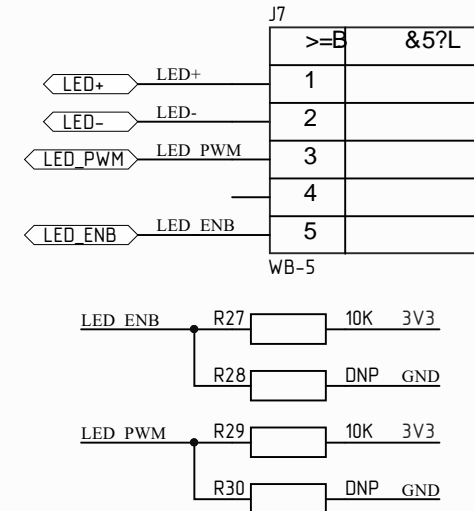 J7
>=B &5?L
LED+ LED+ 1
LED- LED- 2
LED_PWM LED PWM 3
4
LED_ENB LED ENB 5
WB-5
LED ENB R27 10K 3V3
R28 DNP GND
LED PWM R29 10K 3V3
R30 DNP GND